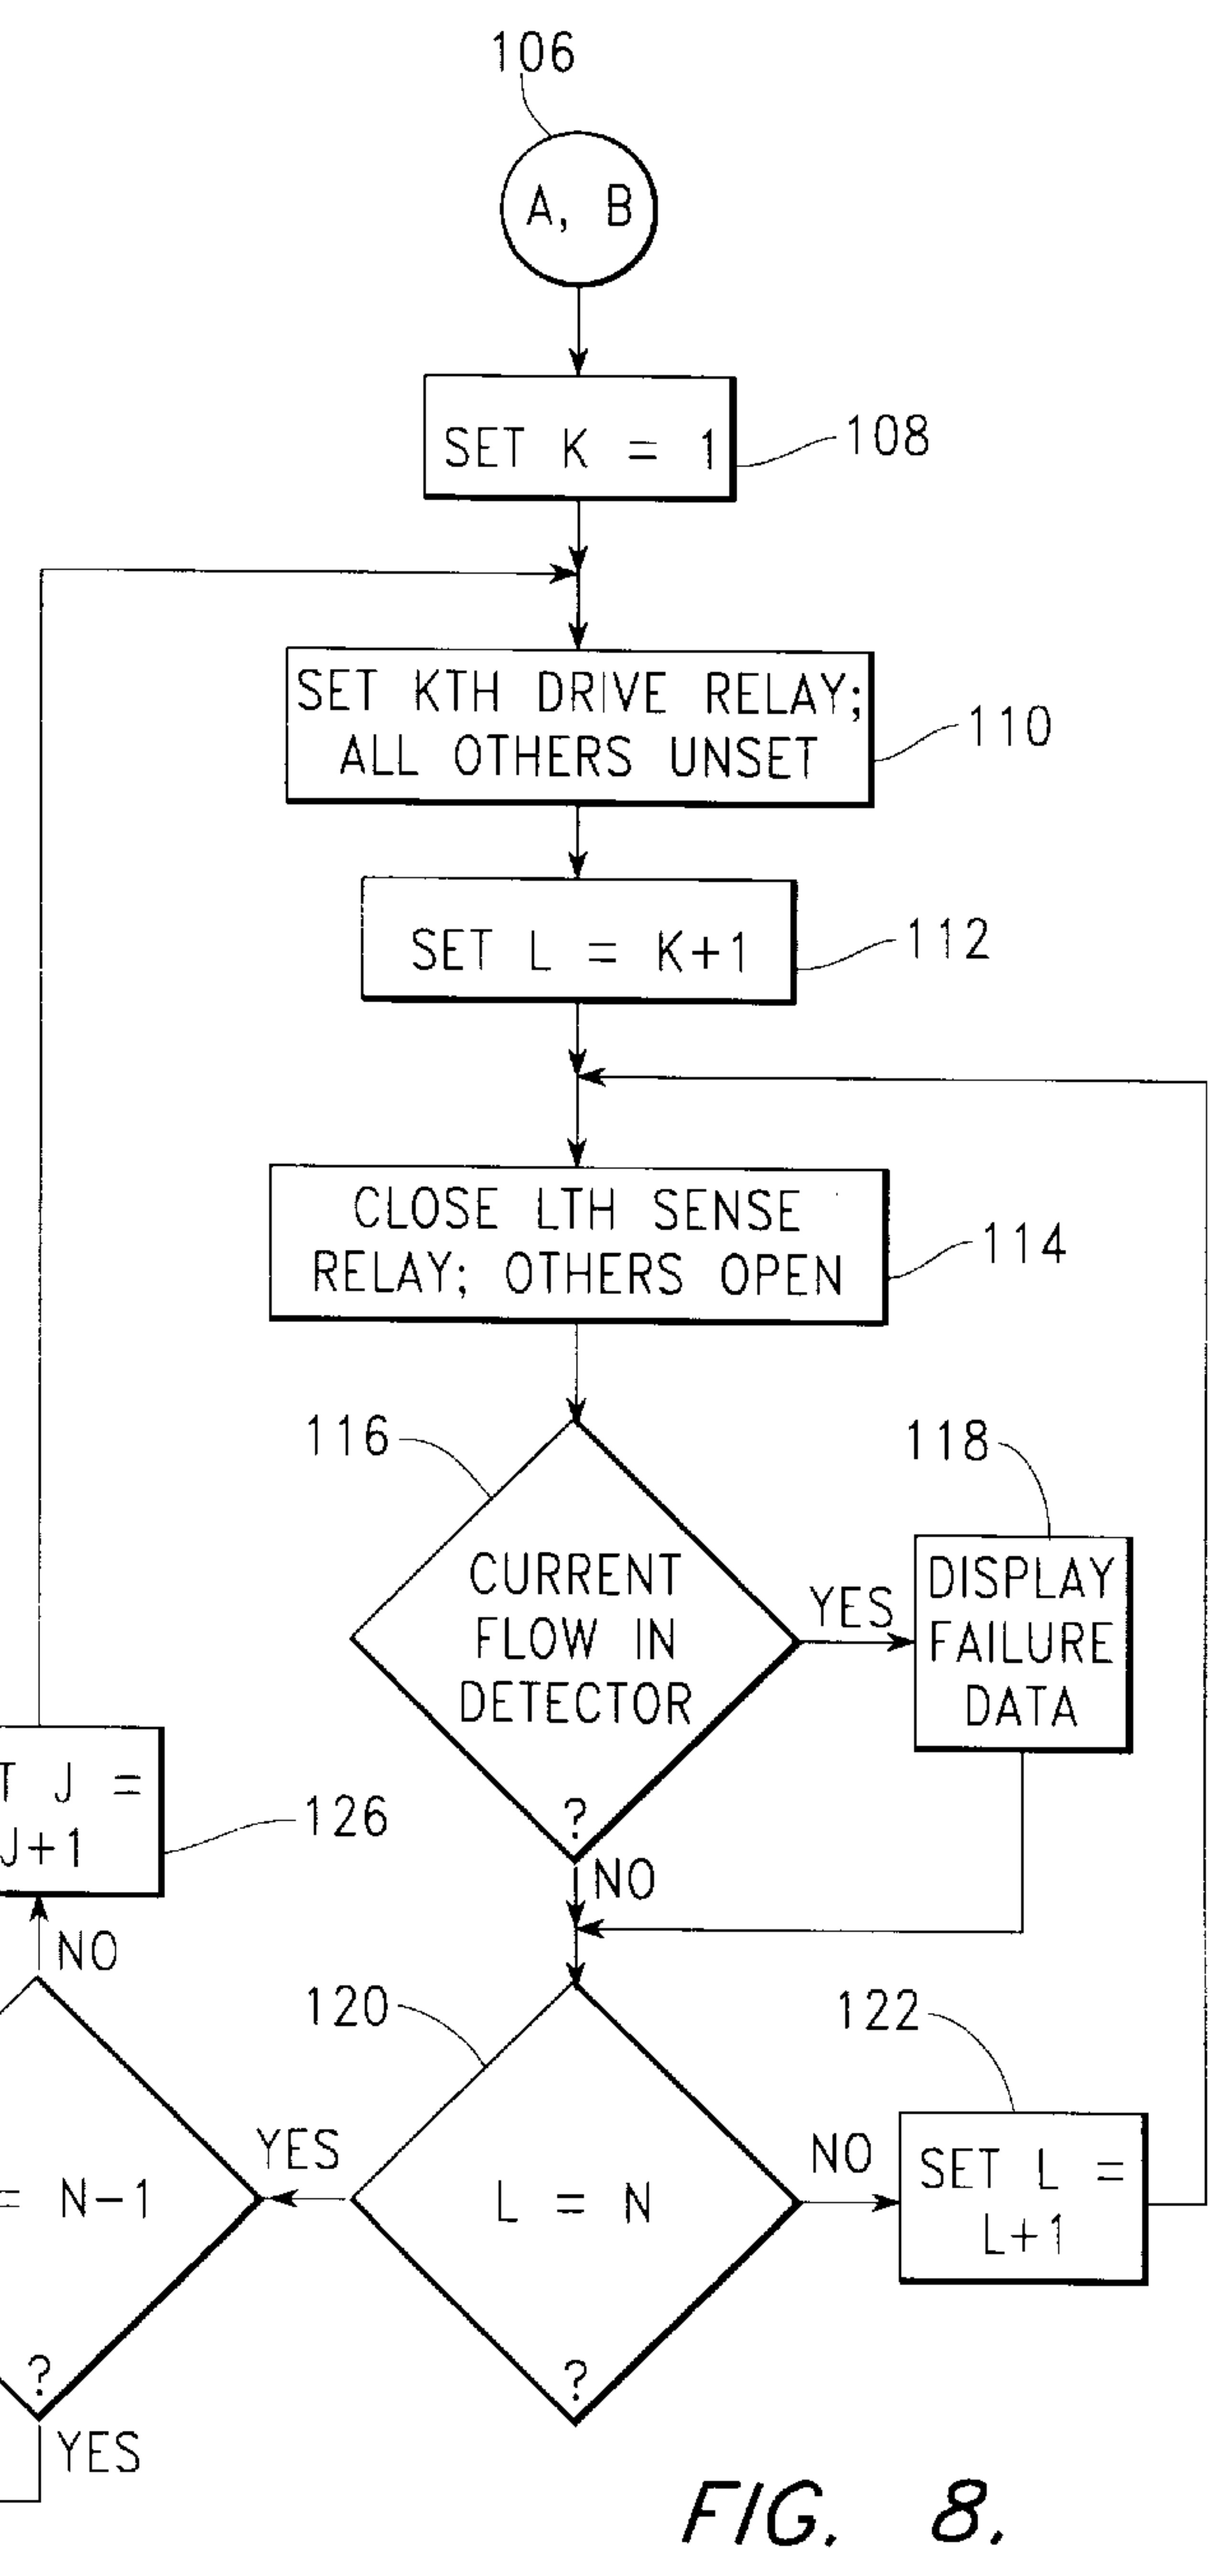 106
A, B
SET K = 1
108
SET KTH DRIVE RELAY;
ALL OTHERS UNSET
110
SET L = K+1
112
CLOSE LTH SENSE
RELAY; OTHERS OPEN
114
116
CURRENT
FLOW IN
DETECTOR
?
YES
118
DISPLAY
FAILURE
DATA
NO
T J =
J+1
126
NO
120
L = N
?
NO
122
SET L =
L+1
YES
= N-1
?
YES
FIG. 8.